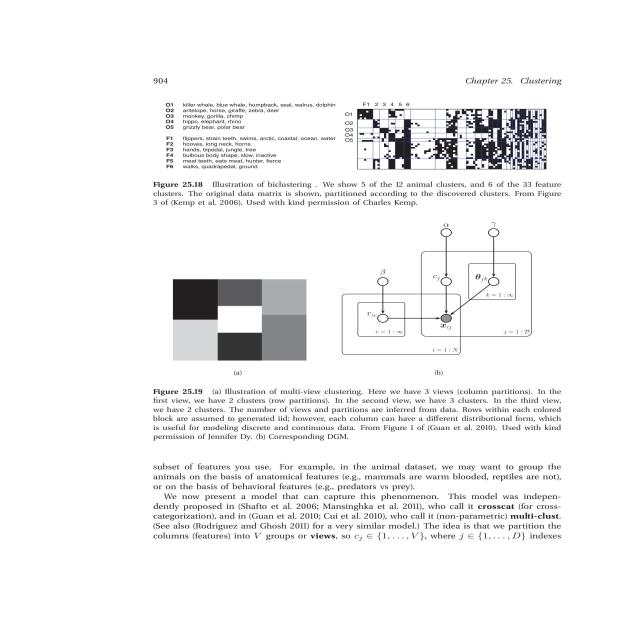 904
Chapter 25. Clustering
O1 killer whale, blue whale, humpback, seal, walrus, dolphin
O2 antelope, horse, giraffe, zebra, deer
O3 monkey, gorilla, chimp
O4 hippo, elephant, rhino
O5 grizzly bear, polar bear
F1 flippers, strain teeth, swims, arctic, coastal, ocean, water
F2 hooves, long neck, horns
F3 hands, bipedal, jungle, tree
F4 bulbous body shape, slow, inactive
F5 meat teeth, eats meat, hunter, fierce
F6 walks, quadrapedal, ground
F1 2 3 4 5 6
O1
O2
O3
O4
O5
Figure 25.18 Illustration of biclustering . We show 5 of the 12 animal clusters, and 6 of the 33 feature
clusters. The original data matrix is shown, partitioned according to the discovered clusters. From Figure
3 of (Kemp et al. 2006). Used with kind permission of Charles Kemp.
α
γ
β
c_j
θ_jk
k = 1 : ∞
r_iv
v = 1 : ∞
x_ij
j = 1 : D
i = 1 : N
(a)
(b)
Figure 25.19 (a) Illustration of multi-view clustering. Here we have 3 views (column partitions). In the
first view, we have 2 clusters (row partitions). In the second view, we have 3 clusters. In the third view,
we have 2 clusters. The number of views and partitions are inferred from data. Rows within each colored
block are assumed to generated iid; however, each column can have a different distributional form, which
is useful for modeling discrete and continuous data. From Figure 1 of (Guan et al. 2010). Used with kind
permission of Jennifer Dy. (b) Corresponding DGM.
subset of features you use. For example, in the animal dataset, we may want to group the
animals on the basis of anatomical features (e.g., mammals are warm blooded, reptiles are not),
or on the basis of behavioral features (e.g., predators vs prey).
We now present a model that can capture this phenomenon. This model was indepen-
dently proposed in (Shafto et al. 2006; Mansinghka et al. 2011), who call it crosscat (for cross-
categorization), and in (Guan et al. 2010; Cui et al. 2010), who call it (non-parametric) multi-clust.
(See also (Rodriguez and Ghosh 2011) for a very similar model.) The idea is that we partition the
columns (features) into V groups or views, so c_j ∈ {1, . . . , V}, where j ∈ {1, . . . , D} indexes